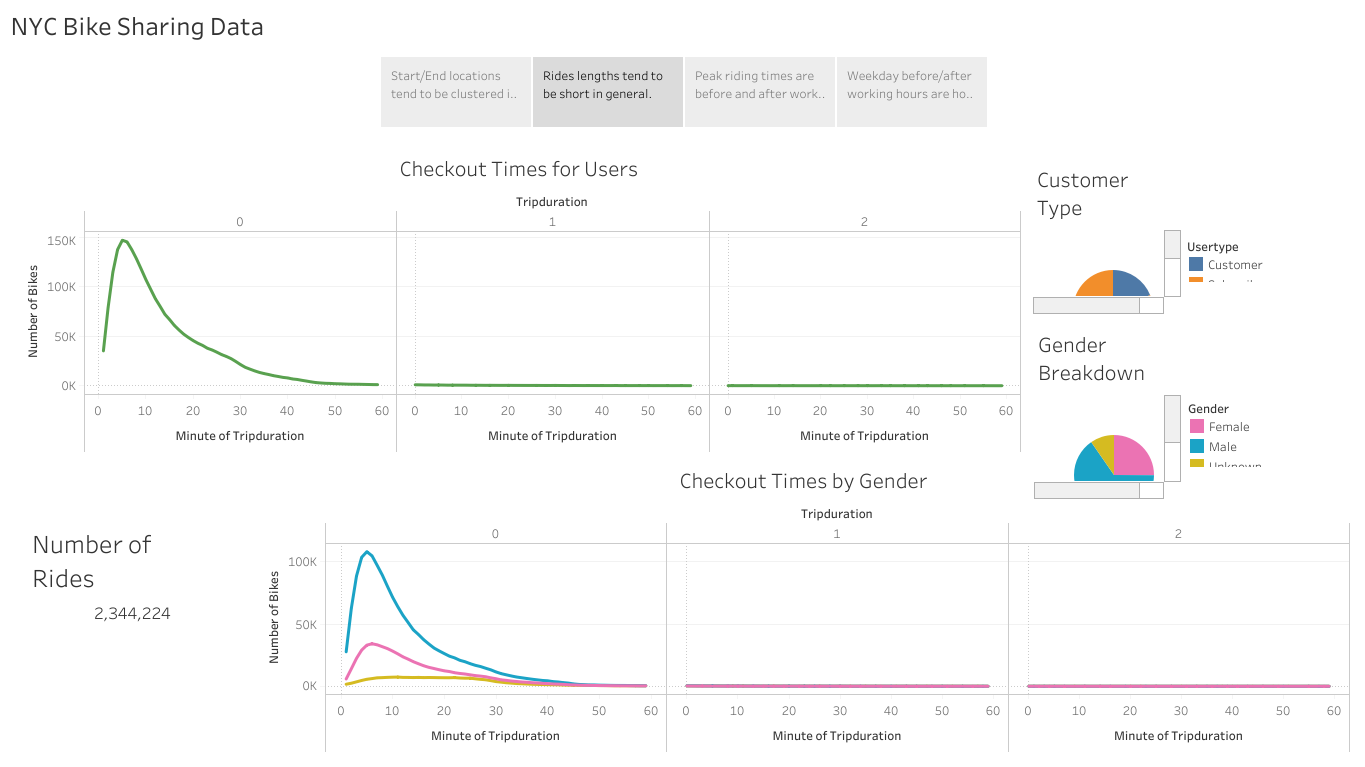 NYC Bike Sharing Data
Start/End locations
tend to be clustered i..
Rides lengths tend to
be short in general.
Peak riding times are
before and after work..
Weekday before/after
working hours are ho..
Checkout Times for Users
Tripduration
0 1 2
Number of Bikes
150K
100K
50K
0K
0 10 20 30 40 50 60 0 10 20 30 40 50 60 0 10 20 30 40 50 60
Minute of Tripduration Minute of Tripduration Minute of Tripduration
Customer
Type
Usertype
Customer
Gender
Breakdown
Gender
Female
Male
Unknown
Number of
Rides
2,344,224
Checkout Times by Gender
Tripduration
0 1 2
Number of Bikes
100K
50K
0K
0 10 20 30 40 50 60 0 10 20 30 40 50 60 0 10 20 30 40 50 60
Minute of Tripduration Minute of Tripduration Minute of Tripduration